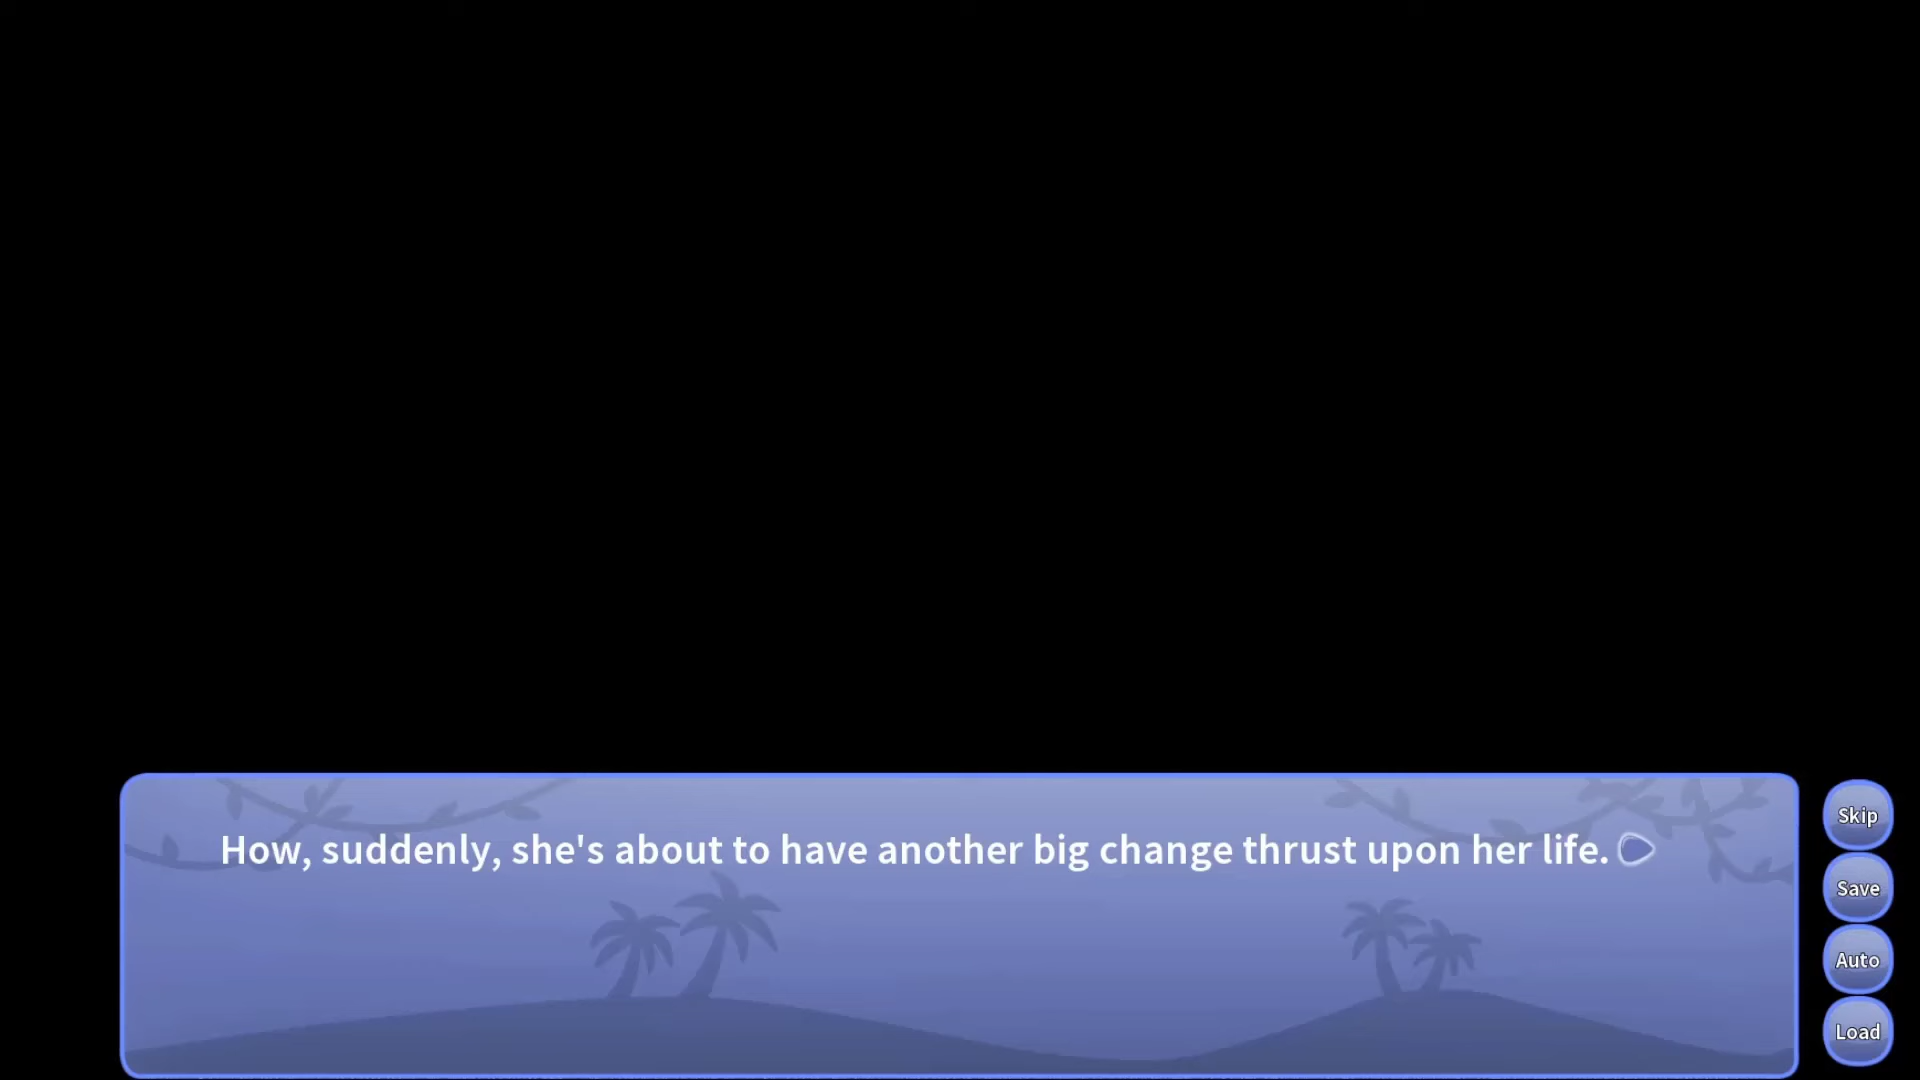 How, suddenly, she's about to have another big change thrust upon her life.
Skip
Save
Auto
Load